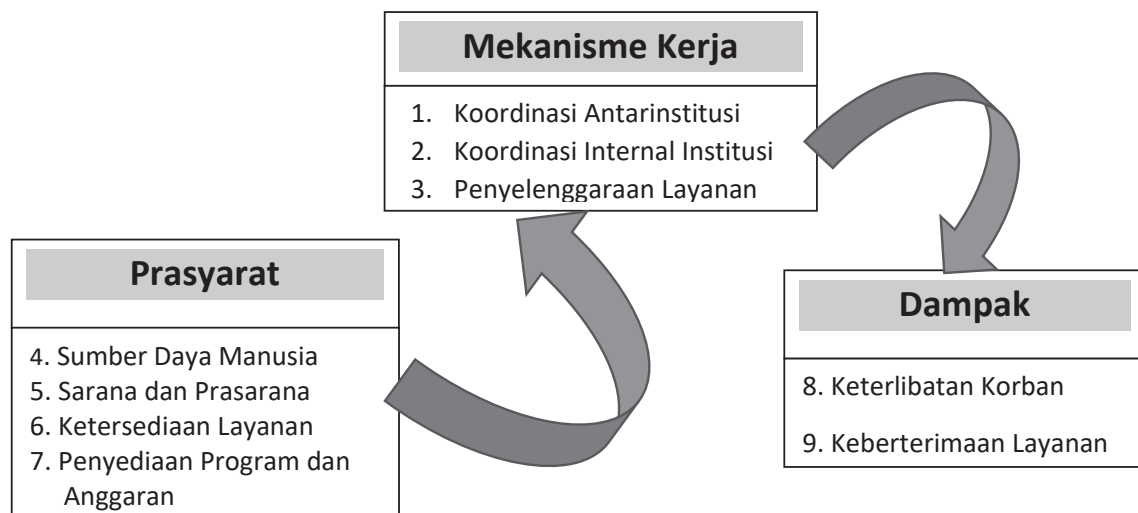 Mekanisme Kerja
1. Koordinasi Antarinstitusi
2. Koordinasi Internal Institusi
3. Penyelenggaraan Layanan
Prasyarat
4. Sumber Daya Manusia
5. Sarana dan Prasarana
6. Ketersediaan Layanan
7. Penyediaan Program dan
Anggaran
Dampak
8. Keterlibatan Korban
9. Keberterimaan Layanan